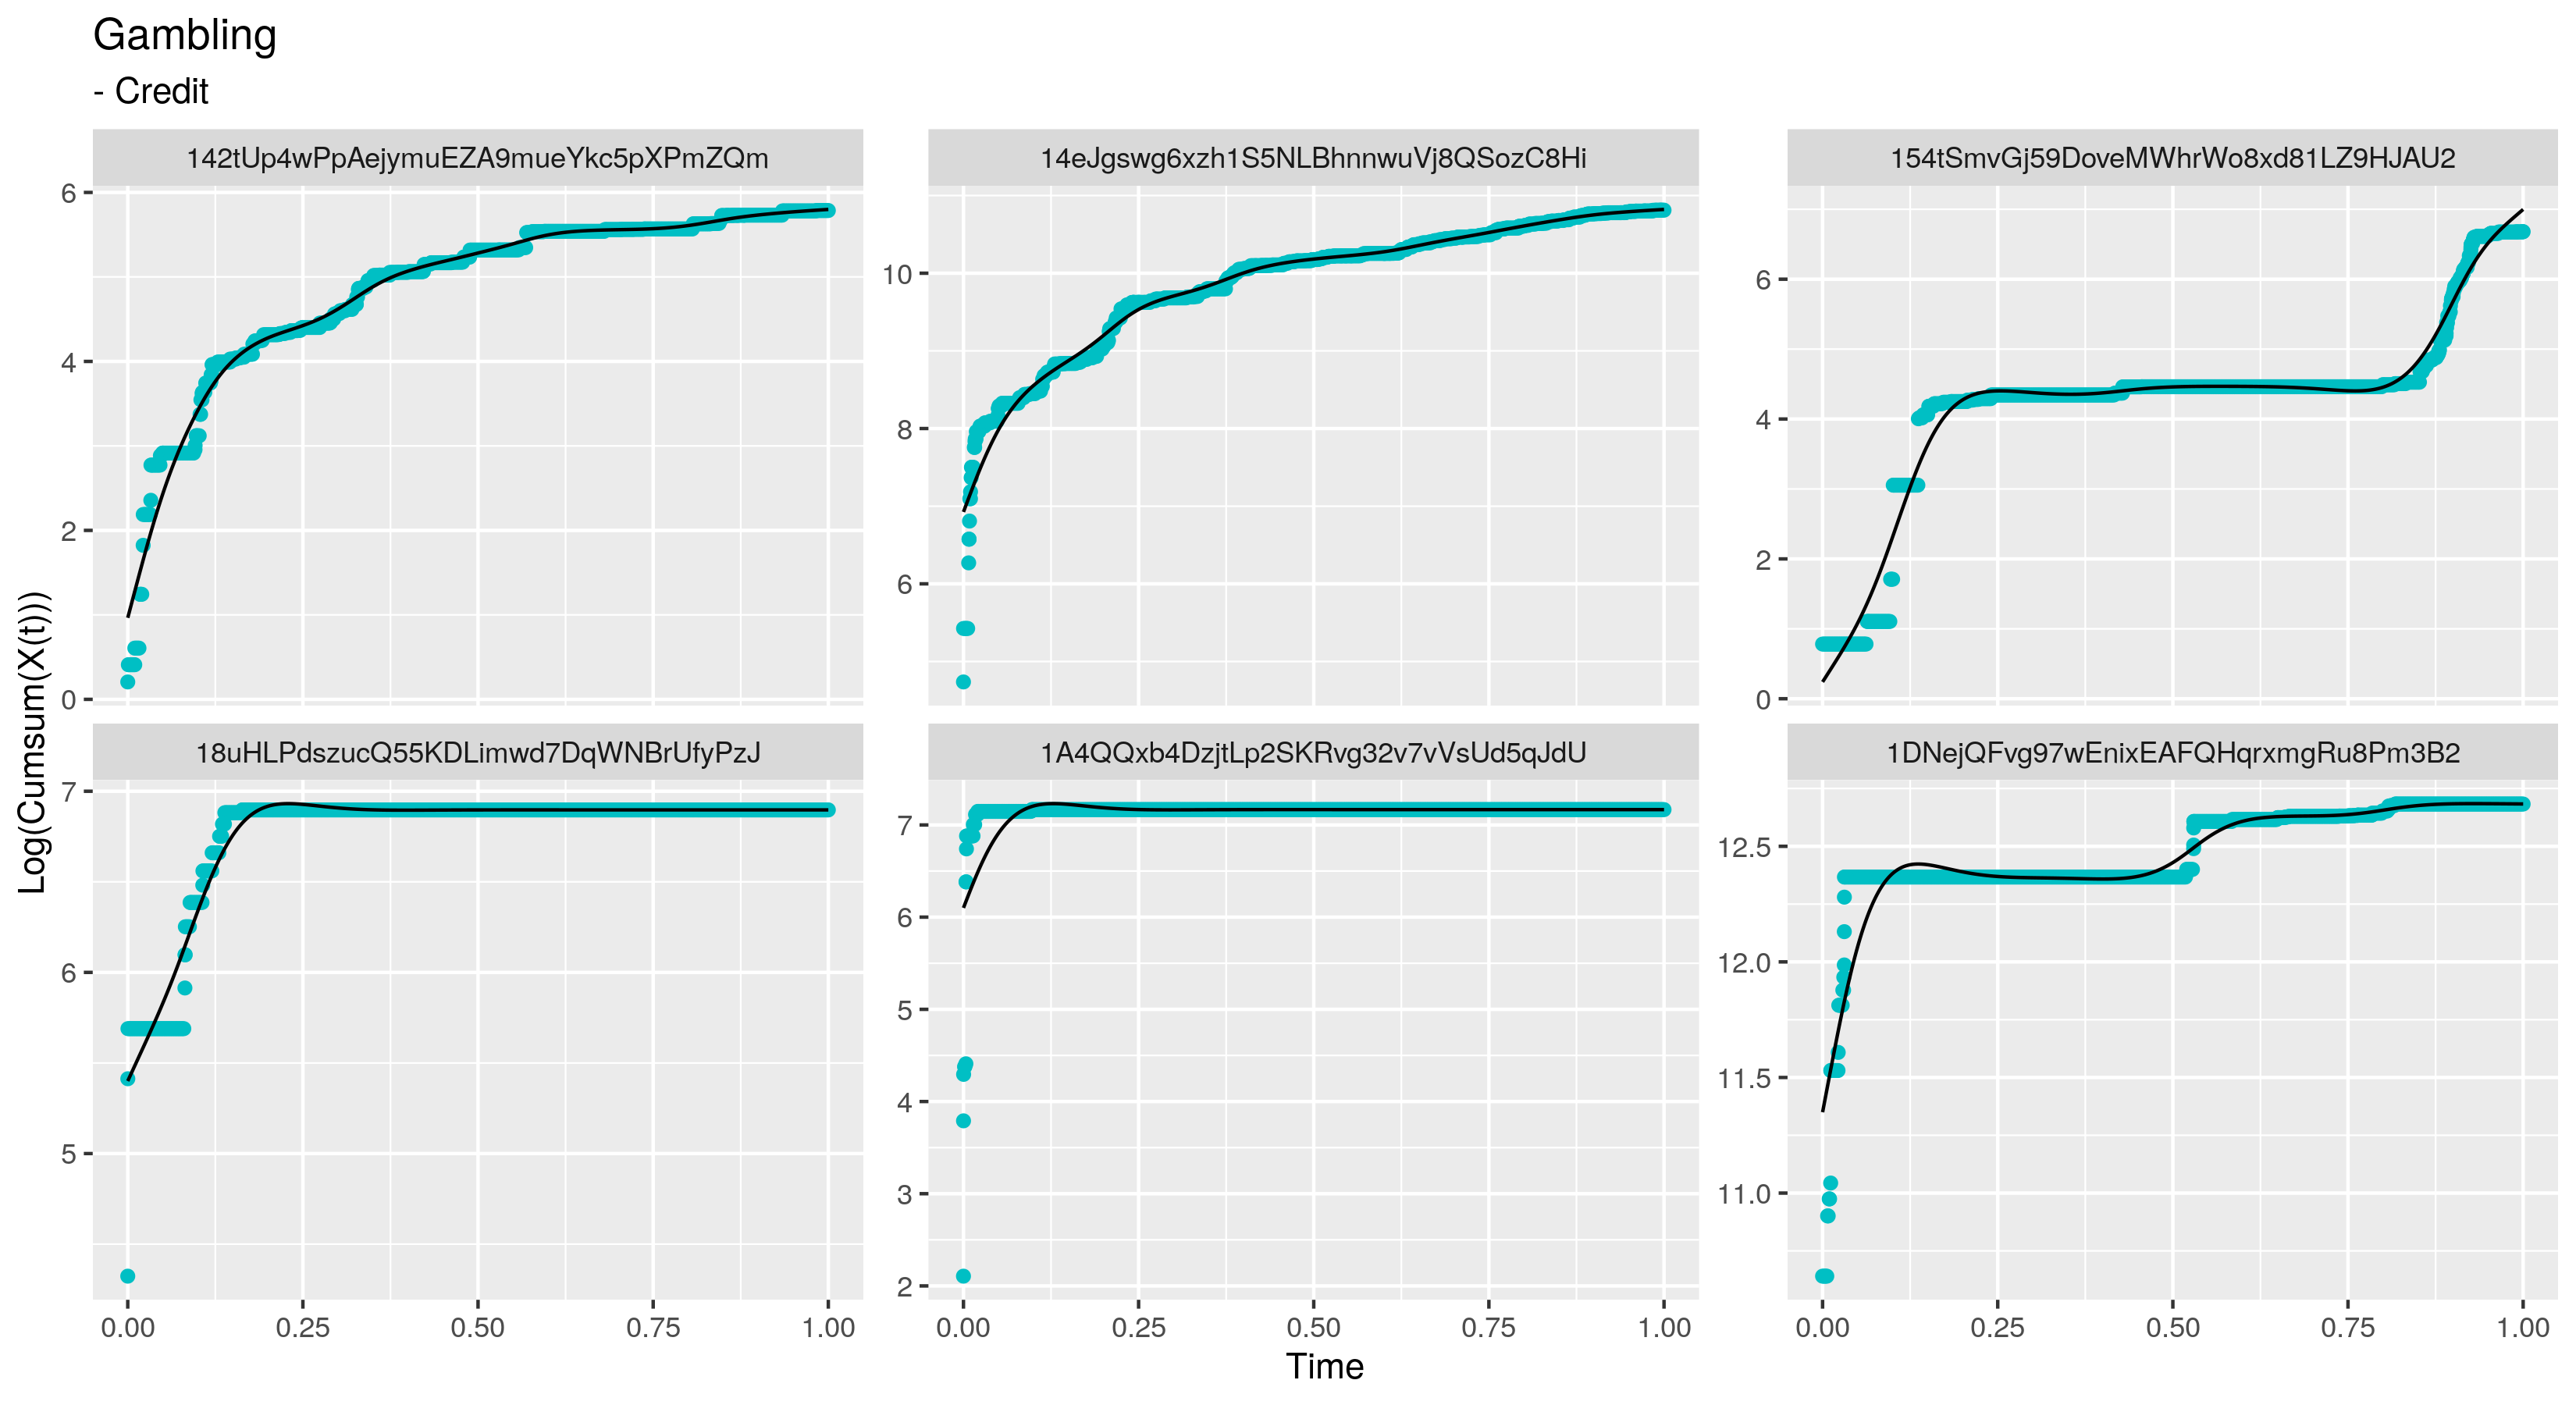 Gambling
- Credit
142tUp4wPpAejymuEZA9mueYkc5pXPmZQm
14eJgswg6xzh1S5NLBhnnwuVj8QSozC8Hi
154tSmvGj59DoveMWhrWo8xd81LZ9HJAU2
6
4
2
0
10
8
6
6
4
2
0
18uHLPdszucQ55KDLimwd7DqWNBrUfyPzJ
1A4QQxb4DzjtLp2SKRvg32v7vVsUd5qJdU
1DNejQFvg97wEnixEAFQHqrxmgRu8Pm3B2
7
6
5
7
6
5
4
3
2
12.5
12.0
11.5
11.0
0.00 0.25 0.50 0.75 1.00
0.00 0.25 0.50 0.75 1.00
0.00 0.25 0.50 0.75 1.00
Time
Log(Cumsum(X(t)))